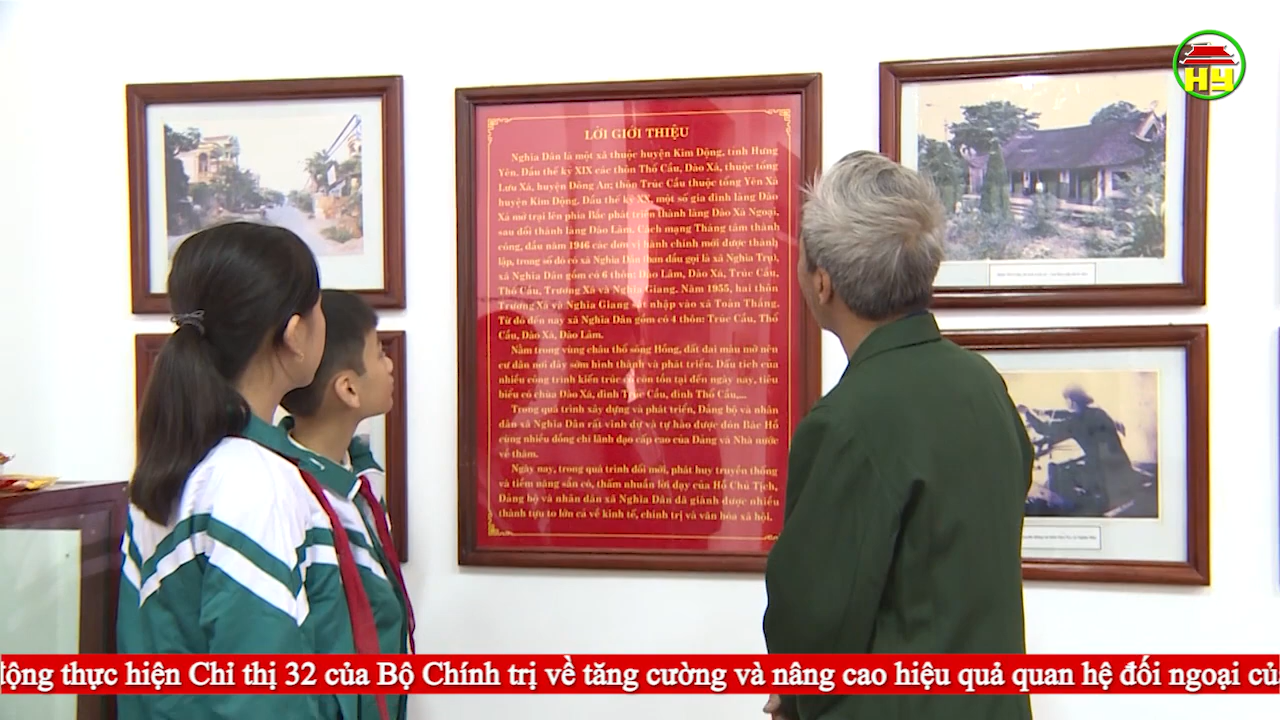 HY
LỜI GIỚI THIỆU
Nghĩa Dân là một xã thuộc huyện Kim Động, tỉnh Hưng
Yên. Đầu thế kỷ XIX các thôn Thổ Cầu, Đào Xá, thuộc tổng
Lưu Xá, huyện Đông An; thôn Trúc Cầu thuộc tổng Yên Xá
huyện Kim Động. Đầu thế kỷ XX, một số gia đình làng Đào
Xá mở trại lên phía Bắc phát triển thành làng Đào Xá Ngoại,
sau đổi thành làng Đào Lâm. Cách mạng Tháng tám thành
công, đầu năm 1946 các đơn vị hành chính mới được thành
lập, trong số đó có xã Nghĩa Dân (ban đầu gọi là xã Nghĩa Trụ),
xã Nghĩa Dân gồm có 6 thôn: Đào Lâm, Đào Xá, Trúc Cầu,
Thổ Cầu, Trương Xá và Nghĩa Giang. Năm 1955, hai thôn
Trương Xá và Nghĩa Giang sát nhập vào xã Toàn Thắng.
Từ đó đến nay xã Nghĩa Dân gồm có 4 thôn: Trúc Cầu, Thổ
Cầu, Đào Xá, Đào Lâm.
Nằm trong vùng châu thổ sông Hồng, đất đai màu mỡ nên
cư dân nơi đây sớm hình thành và phát triển. Dấu tích của
nhiều công trình kiến trúc cổ còn tồn tại đến ngày nay, tiêu
biểu có chùa Đào Xá, đình Trúc Cầu, đình Thổ Cầu,...
Trong quá trình xây dựng và phát triển, Đảng bộ và nhân
dân xã Nghĩa Dân rất vinh dự và tự hào được đón Bác Hồ
cùng nhiều đồng chí lãnh đạo cấp cao của Đảng và Nhà nước
về thăm.
Ngày nay, trong quá trình đổi mới, phát huy truyền thống
và tiềm năng sẵn có, thấm nhuần lời dạy của Hồ Chủ Tịch,
Đảng bộ và nhân dân xã Nghĩa Dân đã giành được nhiều
thành tựu to lớn cả về kinh tế, chính trị và văn hóa xã hội.
động thực hiện Chỉ thị 32 của Bộ Chính trị về tăng cường và nâng cao hiệu quả quan hệ đối ngoại củ